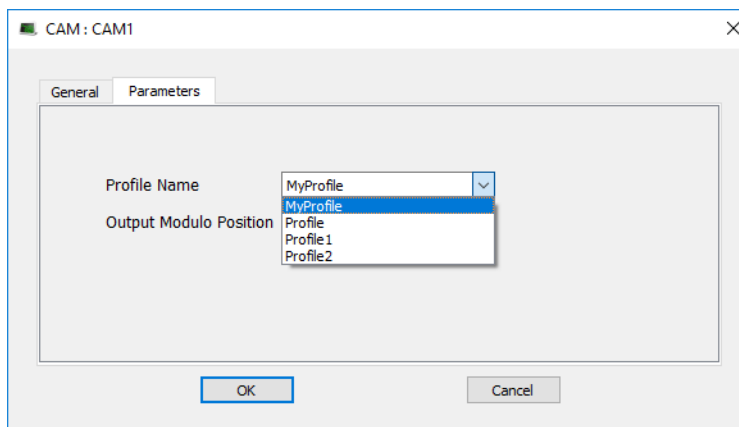 CAM : CAM1
General Parameters
Profile Name MyProfile
MyProfile
Output Modulo Position Profile
Profile1
Profile2
OK Cancel